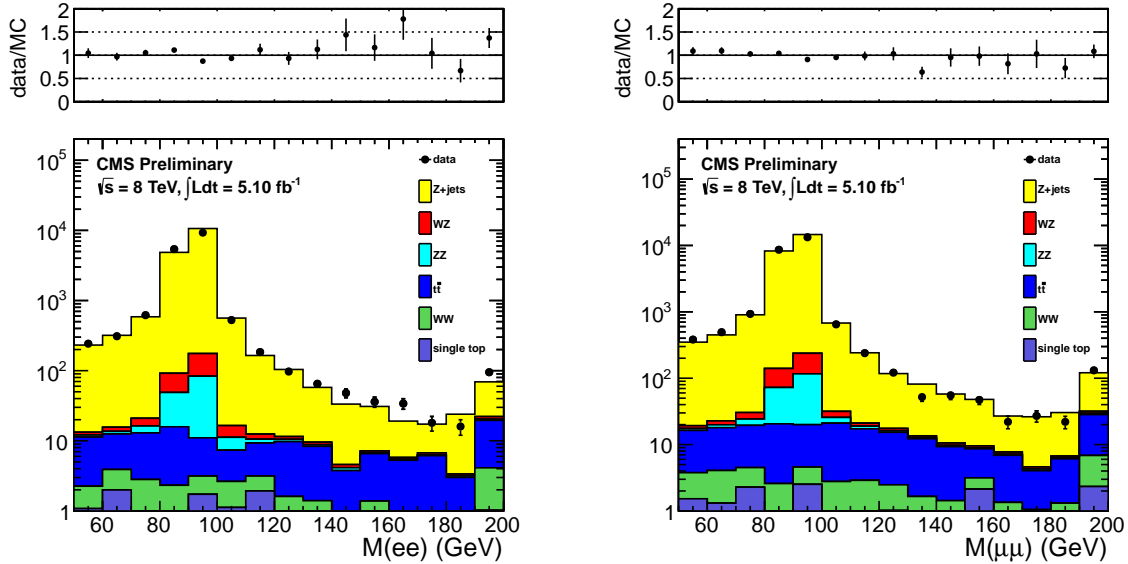 data/MC
2
1.5
1
0.5
0
CMS Preliminary
√s = 8 TeV, ∫Ldt = 5.10 fb⁻¹
data
Z+jets
WZ
ZZ
tt̄
WW
single top
10⁵
10⁴
10³
10²
10
1
60 80 100 120 140 160 180 200
M(ee) (GeV)
data/MC
2
1.5
1
0.5
0
CMS Preliminary
√s = 8 TeV, ∫Ldt = 5.10 fb⁻¹
data
Z+jets
WZ
ZZ
tt̄
WW
single top
10⁵
10⁴
10³
10²
10
1
60 80 100 120 140 160 180 200
M(μμ) (GeV)